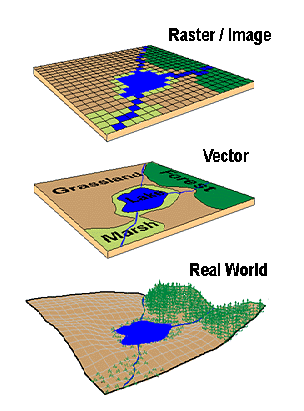 Raster / Image
Vector
Grassland
Forest
Lake
Marsh
Real World